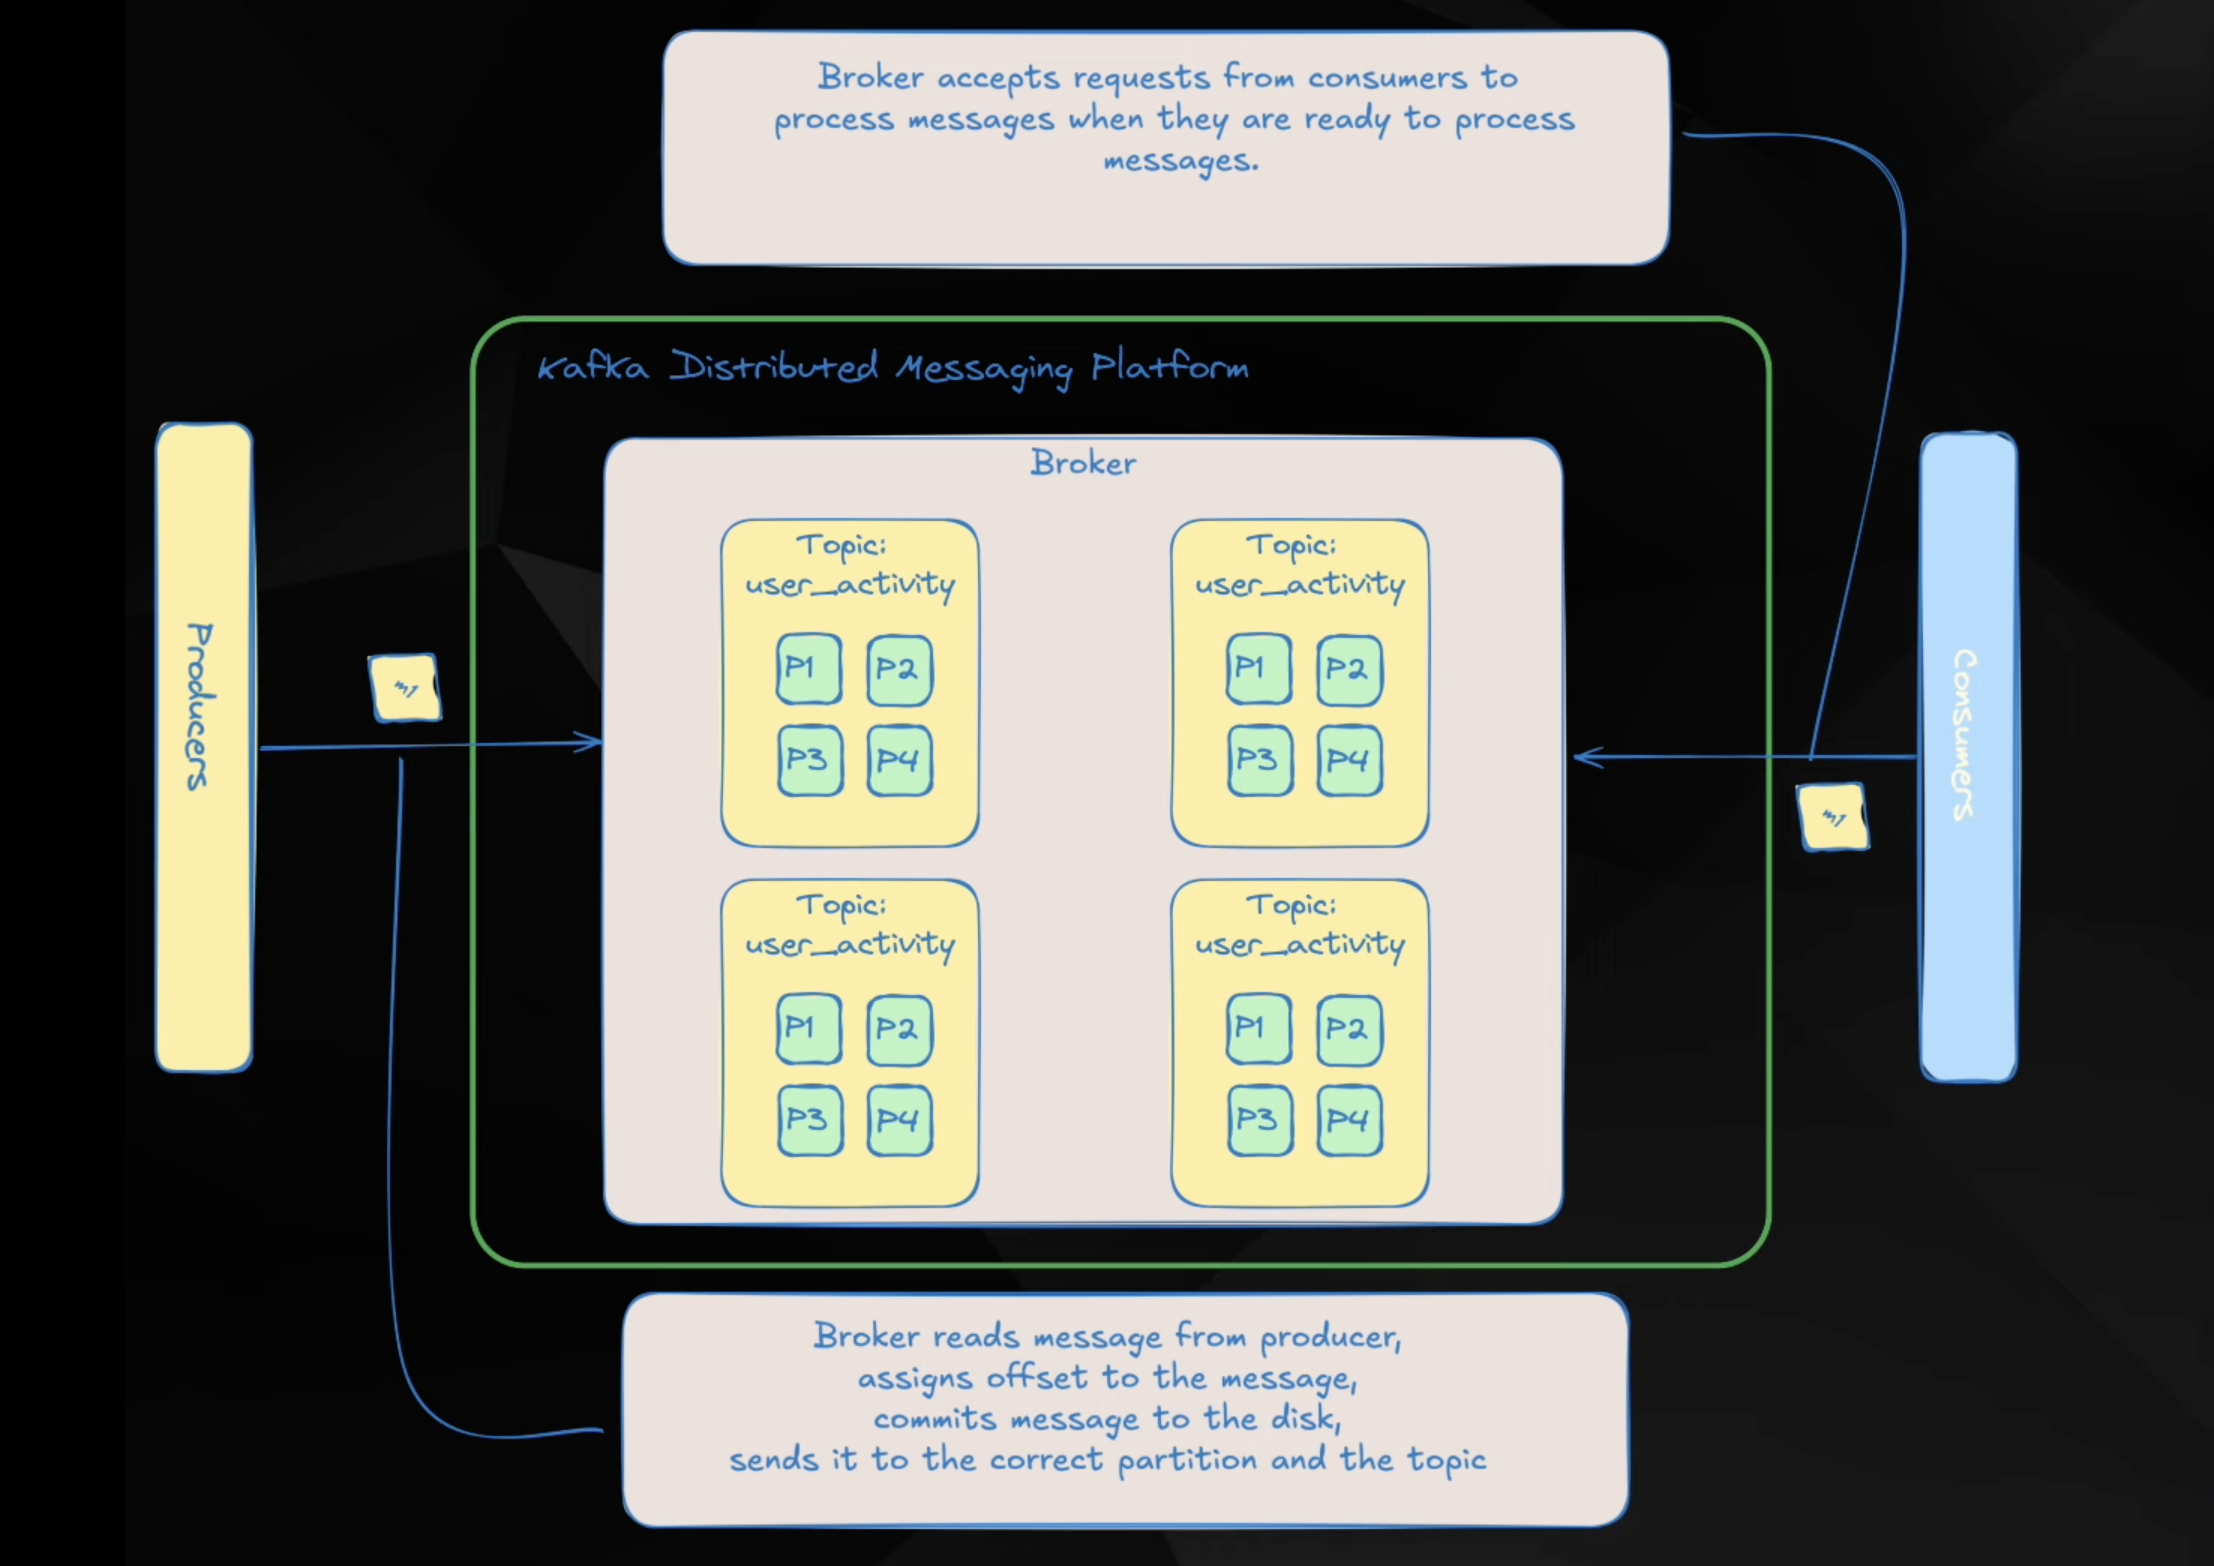 Broker accepts requests from consumers to
process messages when they are ready to process
messages.
Kafka Distributed Messaging Platform
Producers
m1
Broker
Topic:
user_activity
P1 P2
P3 P4
Topic:
user_activity
P1 P2
P3 P4
Topic:
user_activity
P1 P2
P3 P4
Topic:
user_activity
P1 P2
P3 P4
Consumers
m1
Broker reads message from producer,
assigns offset to the message,
commits message to the disk,
sends it to the correct partition and the topic